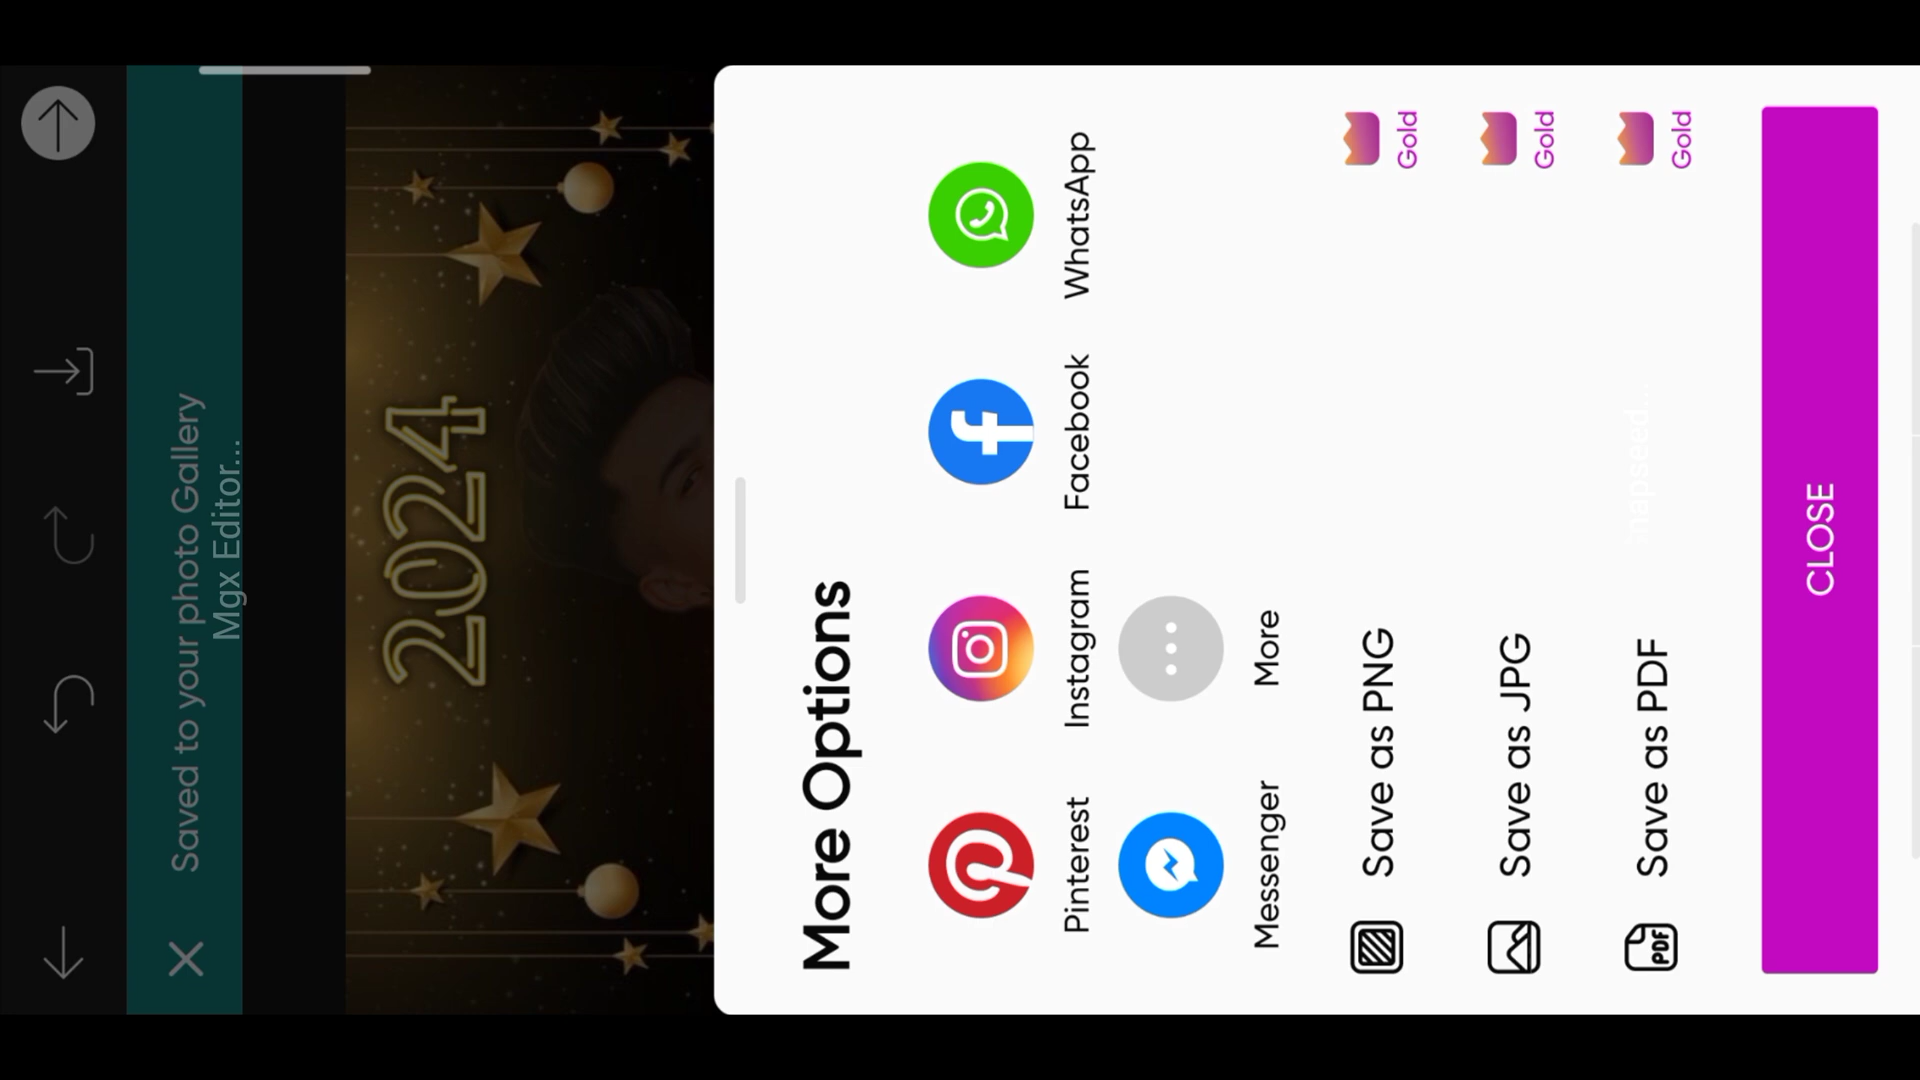 Saved to your photo Gallery
Mgx Editor...
2024
More Options
Pinterest
Instagram
Facebook
WhatsApp
Messenger
More
Save as PNG
Gold
Save as JPG
Gold
Save as PDF
PDF
Gold
CLOSE